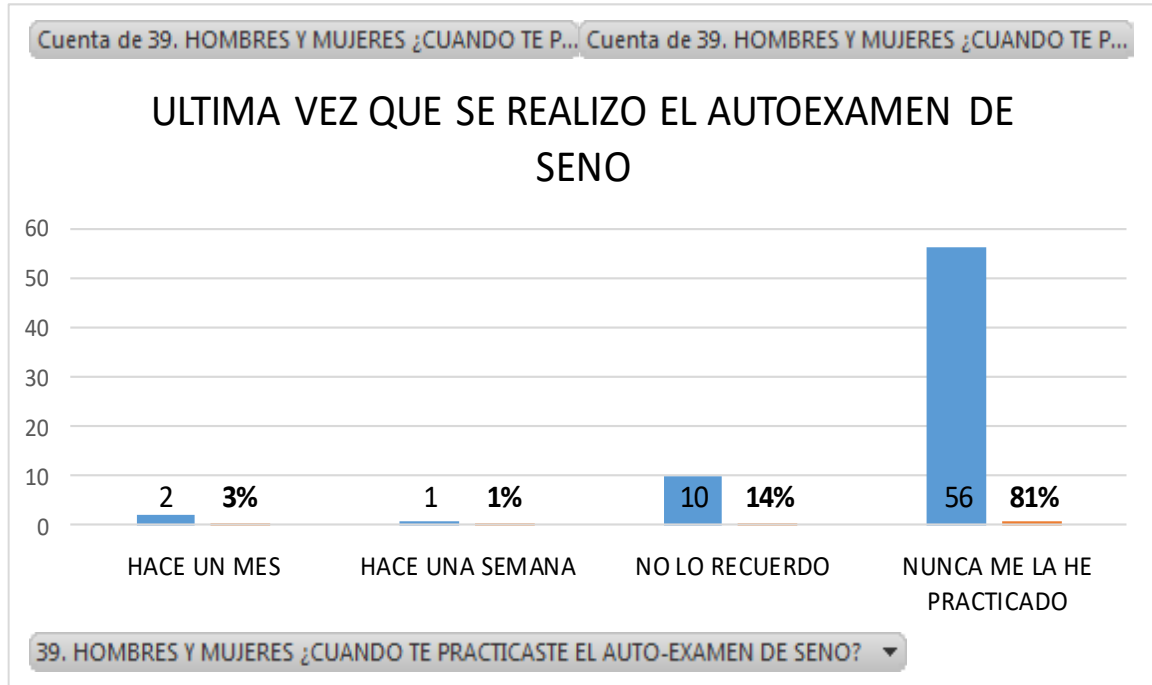 Cuenta de 39. HOMBRES Y MUJERES ¿CUANDO TE P... Cuenta de 39. HOMBRES Y MUJERES ¿CUANDO TE P...
ULTIMA VEZ QUE SE REALIZO EL AUTOEXAMEN DE
SENO
60
50
40
30
20
10
0
2 3% 1 1% 10 14% 56 81%
HACE UN MES HACE UNA SEMANA NO LO RECUERDO NUNCA ME LA HE
PRACTICADO
39. HOMBRES Y MUJERES ¿CUANDO TE PRACTICASTE EL AUTO-EXAMEN DE SENO?